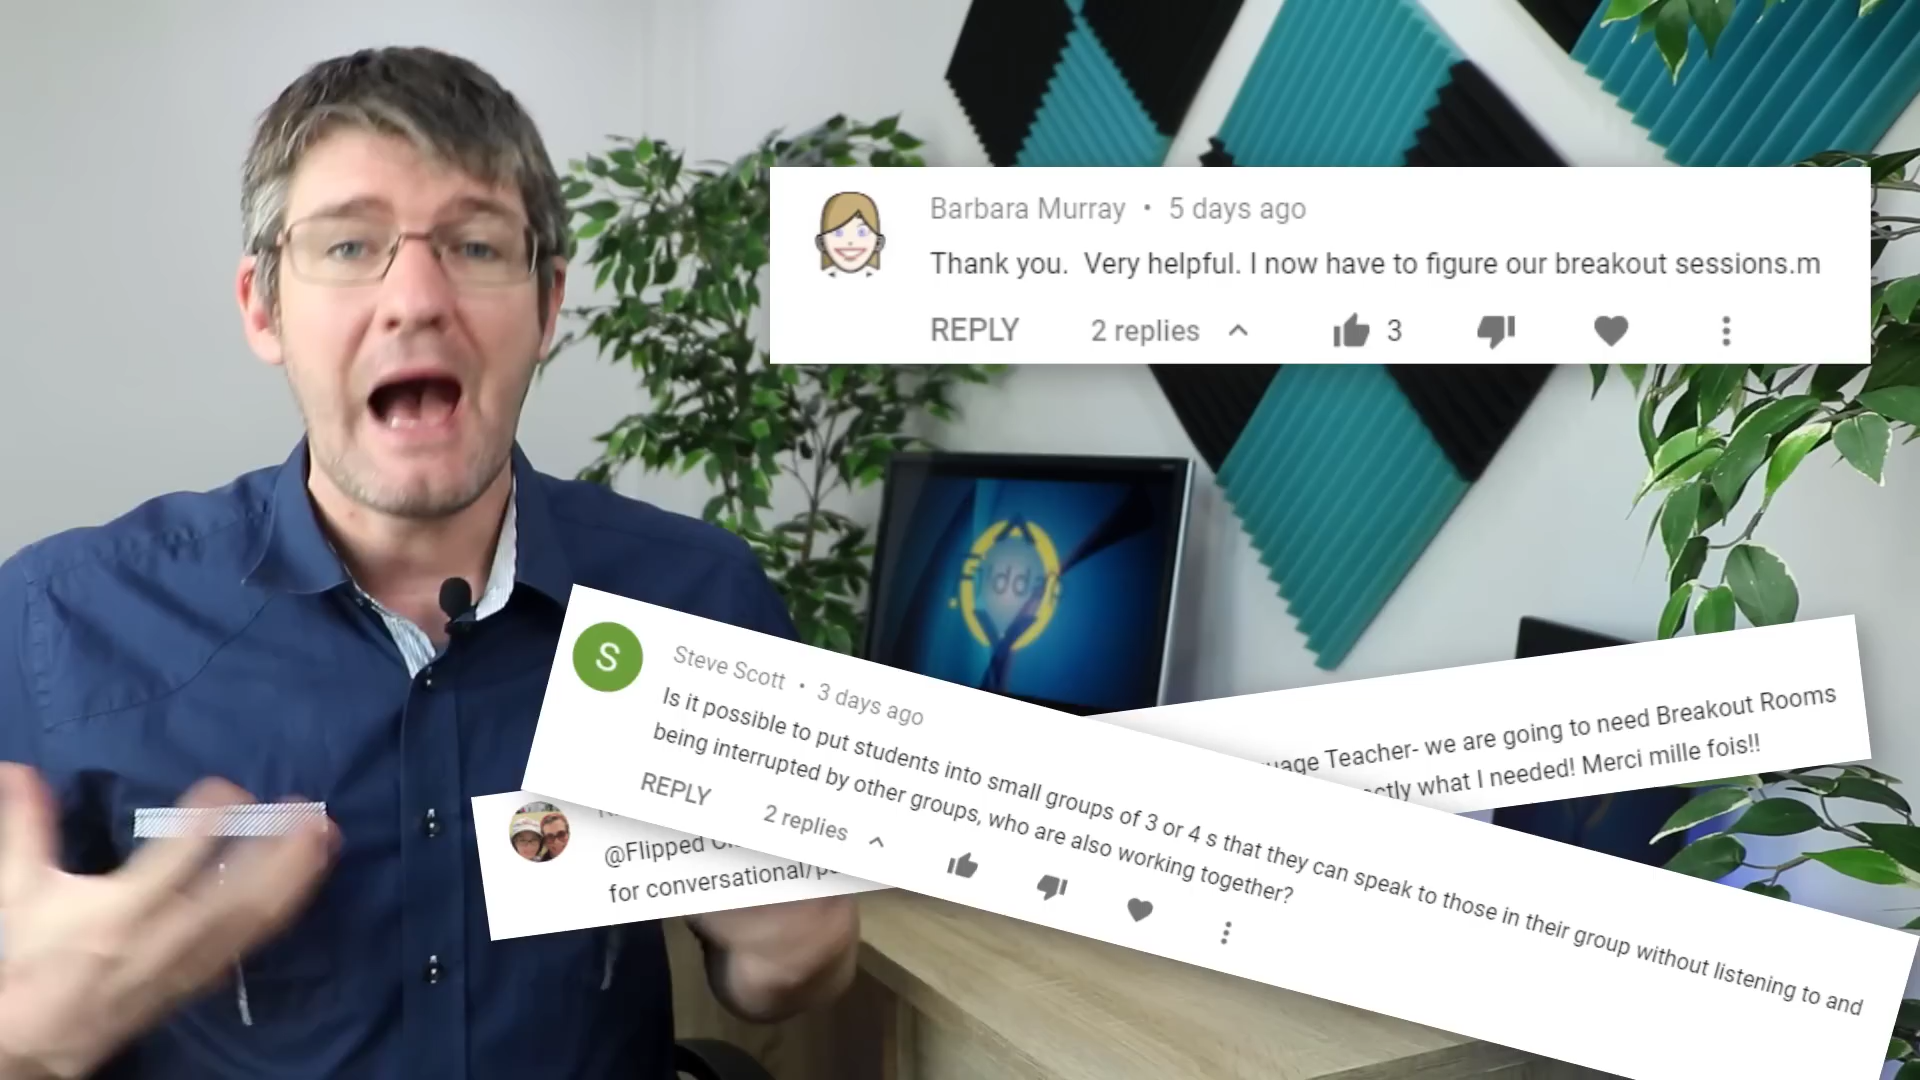 Barbara Murray • 5 days ago
Thank you. Very helpful. I now have to figure our breakout sessions.m
REPLY 2 replies 3
S
Steve Scott • 3 days ago
Is it possible to put students into small groups of 3 or 4 s that they can speak to those in their group without listening to and
being interrupted by other groups, who are also working together?
REPLY 2 replies
Teacher- we are going to need Breakout Rooms
what I needed! Merci mille fois!!
@Flipped
for conversational/